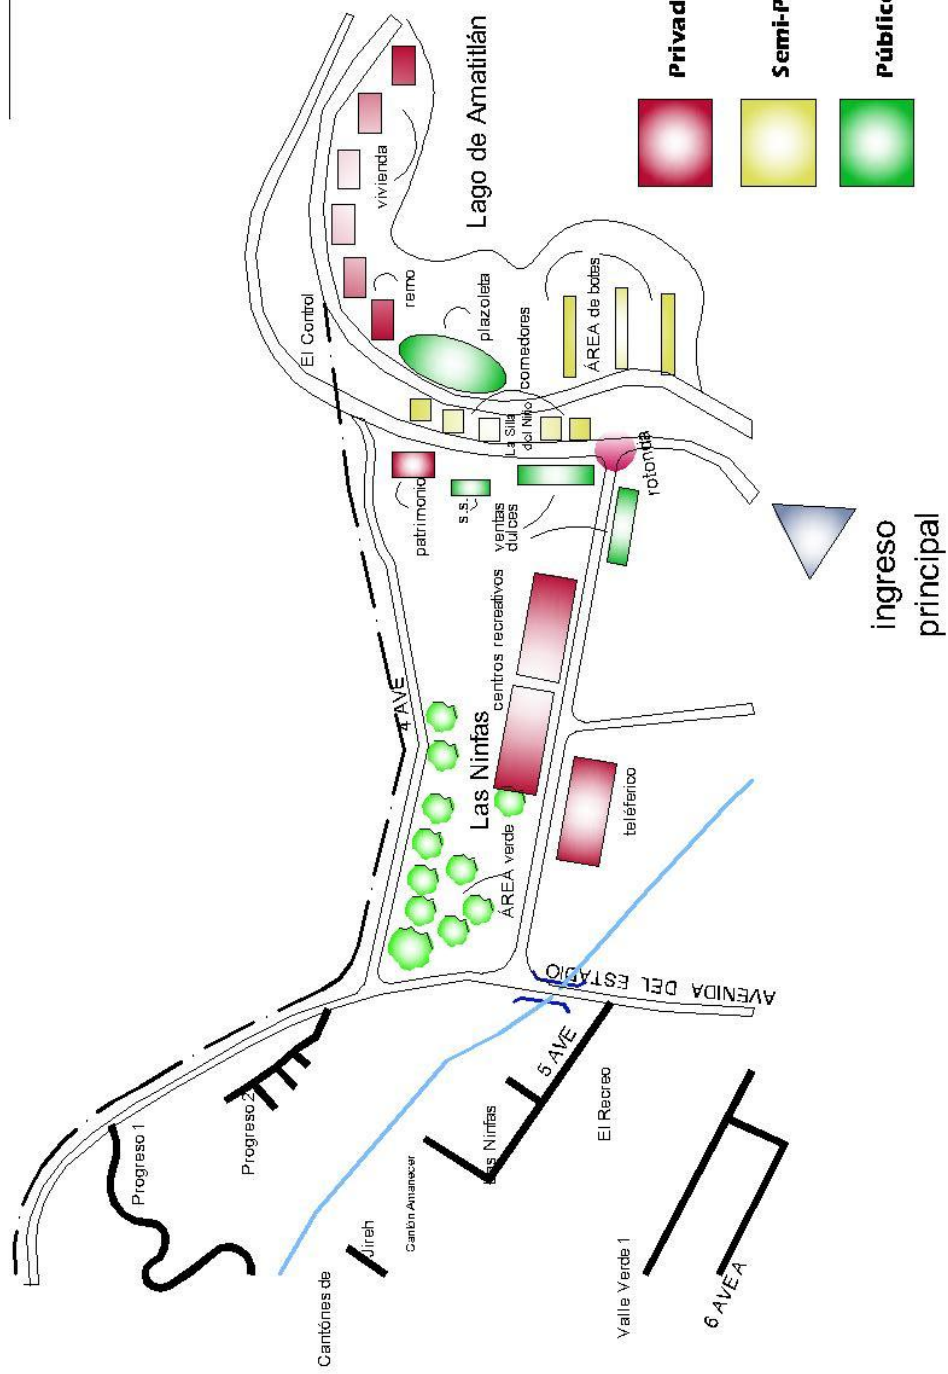 Progreso 1
Progreso 2
El Control
Cantónes de
Jireh
4 AVE
vivienda
remo
Cantón Amanecer
patrimonio
s.s.
Lago de Amatitlán
plazoleta
Las Ninfas
Las Ninfas
centros recreativos
ÁREA verde
ventas
dulces
La Silla
del Niño
comedores
5 AVE
AVENIDA DEL ESTADIO
El Recreo
ÁREA de botes
teléferico
rotonda
Valle Verde 1
6 AVE A
Privad
Semi-P
Público
ingreso
principal